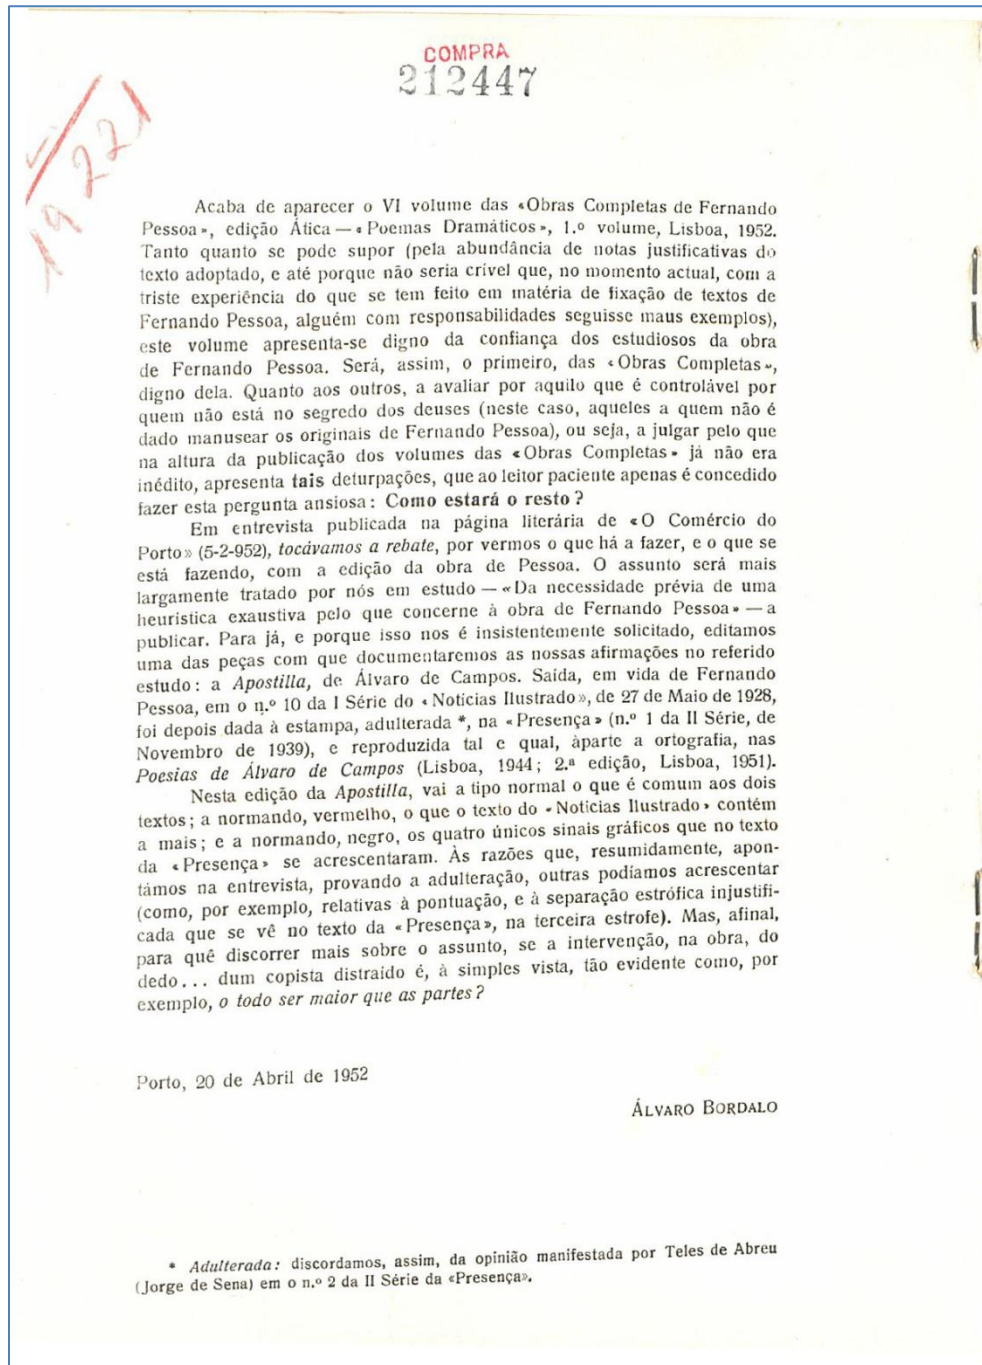 COMPRA
212447
19221
Acaba de aparecer o VI volume das «Obras Completas de Fernando
Pessoa», edição Ática — «Poemas Dramáticos», 1.º volume, Lisboa, 1952.
Tanto quanto se pode supor (pela abundância de notas justificativas do
texto adoptado, e até porque não seria crível que, no momento actual, com a
triste experiência do que se tem feito em matéria de fixação de textos de
Fernando Pessoa, alguém com responsabilidades seguisse maus exemplos),
este volume apresenta-se digno da confiança dos estudiosos da obra
de Fernando Pessoa. Será, assim, o primeiro, das «Obras Completas»,
digno dela. Quanto aos outros, a avaliar por aquilo que é controlável por
quem não está no segredo dos deuses (neste caso, aqueles a quem não é
dado manusear os originais de Fernando Pessoa), ou seja, a julgar pelo que
na altura da publicação dos volumes das «Obras Completas» já não era
inédito, apresenta tais deturpações, que ao leitor paciente apenas é concedido
fazer esta pergunta ansiosa: Como estará o resto?
Em entrevista publicada na página literária de «O Comércio do
Porto» (5-2-952), tocávamos a rebate, por vermos o que há a fazer, e o que se
está fazendo, com a edição da obra de Pessoa. O assunto será mais
largamente tratado por nós em estudo — «Da necessidade prévia de uma
heurística exaustiva pelo que concerne à obra de Fernando Pessoa» — a
publicar. Para já, e porque isso nos é insistentemente solicitado, editamos
uma das peças com que documentaremos as nossas afirmações no referido
estudo: a Apostilla, de Álvaro de Campos. Saída, em vida de Fernando
Pessoa, em o n.º 10 da I Série do «Notícias Ilustrado», de 27 de Maio de 1928,
foi depois dada à estampa, adulterada *, na «Presença» (n.º 1 da II Série, de
Novembro de 1939), e reproduzida tal e qual, àparte a ortografia, nas
Poesias de Álvaro de Campos (Lisboa, 1944; 2.ª edição, Lisboa, 1951).
Nesta edição da Apostilla, vai a tipo normal o que é comum aos dois
textos; a normando, vermelho, o que o texto do «Notícias Ilustrado» contém
a mais; e a normando, negro, os quatro únicos sinais gráficos que no texto
da «Presença» se acrescentaram. Às razões que, resumidamente, apon-
támos na entrevista, provando a adulteração, outras podíamos acrescentar
(como, por exemplo, relativas à pontuação, e à separação estrófica injustifi-
cada que se vê no texto da «Presença», na terceira estrofe). Mas, afinal,
para quê discorrer mais sobre o assunto, se a intervenção, na obra, do
dedo... dum copista distraído é, à simples vista, tão evidente como, por
exemplo, o todo ser maior que as partes?
Porto, 20 de Abril de 1952
ÁLVARO BORDALO
* Adulterada: discordamos, assim, da opinião manifestada por Teles de Abreu
(Jorge de Sena) em o n.º 2 da II Série da «Presença».